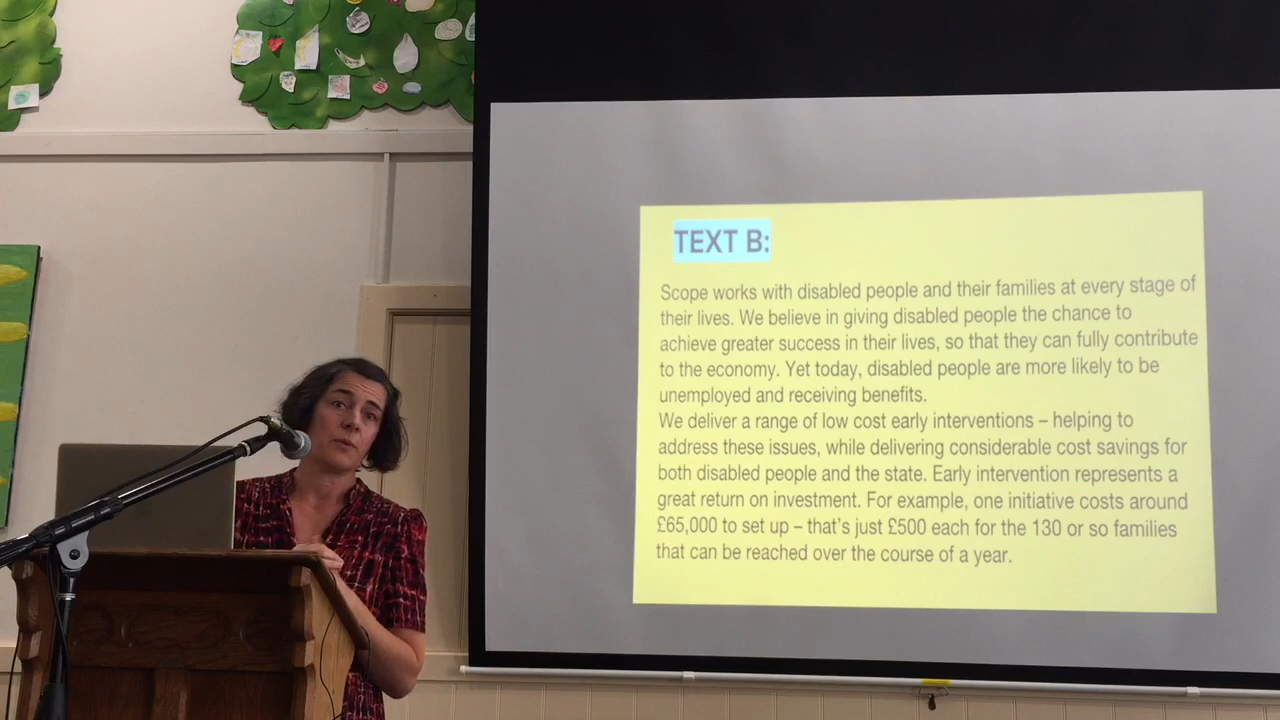 TEXT B:
Scope works with disabled people and their families at every stage of
their lives. We believe in giving disabled people the chance to
achieve greater success in their lives, so that they can fully contribute
to the economy. Yet today, disabled people are more likely to be
unemployed and receiving benefits.
We deliver a range of low cost early interventions – helping to
address these issues, while delivering considerable cost savings for
both disabled people and the state. Early intervention represents a
great return on investment. For example, one initiative costs around
£65,000 to set up – that's just £500 each for the 130 or so families
that can be reached over the course of a year.